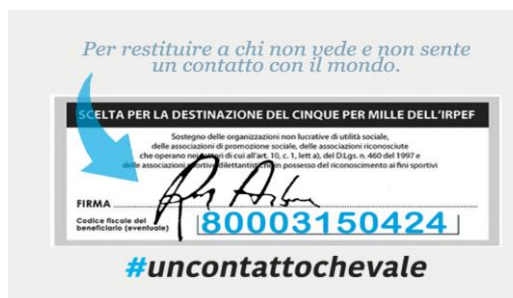 Per restituire a chi non vede e non sente
un contatto con il mondo.
SCELTA PER LA DESTINAZIONE DEL CINQUE PER MILLE DELL'IRPEF
Sostegno delle organizzazioni non lucrative di utilità sociale,
delle associazioni di promozione sociale, delle associazioni riconosciute
che operano nei settori di cui all'art. 10, c. 1, lett a), del D.Lgs. n. 460 del 1997 e
delle associazioni sportive dilettantistiche in possesso del riconoscimento ai fini sportivi
FIRMA
Codice fiscale del
beneficiario (eventuale)
80003150424
#uncontattochevale